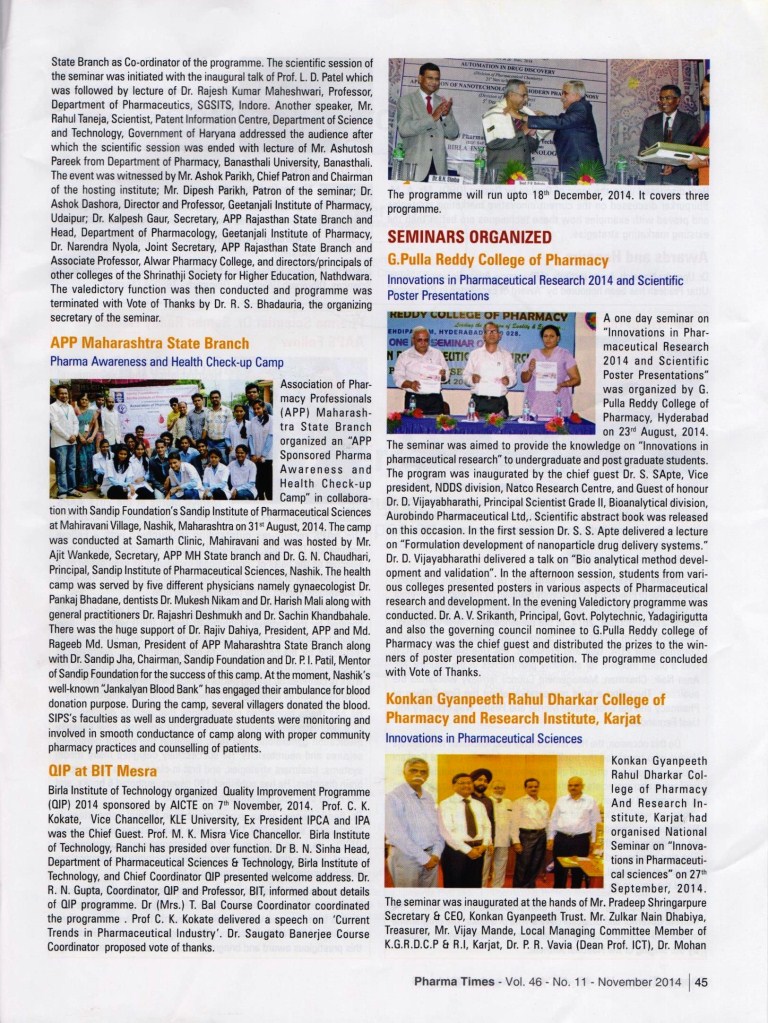 State Branch as Co-ordinator of the programme. The scientific session of
the seminar was initiated with the inaugural talk of Prof. L. D. Patel which
was followed by lecture of Dr. Rajesh Kumar Maheshwari, Professor,
Department of Pharmaceutics, SGSITS, Indore. Another speaker, Mr.
Rahul Taneja, Scientist, Patent Information Centre, Department of Science
and Technology, Government of Haryana addressed the audience after
which the scientific session was ended with lecture of Mr. Ashutosh
Pareek from Department of Pharmacy, Banasthali University, Banasthali.
The event was witnessed by Mr. Ashok Parikh, Chief Patron and Chairman
of the hosting institute; Mr. Dipesh Parikh, Patron of the seminar; Dr.
Ashok Dashora, Director and Professor, Geetanjali Institute of Pharmacy,
Udaipur; Dr. Kalpesh Gaur, Secretary, APP Rajasthan State Branch and
Head, Department of Pharmacology, Geetanjali Institute of Pharmacy,
Dr. Narendra Nyola, Joint Secretary, APP Rajasthan State Branch and
Associate Professor, Alwar Pharmacy College, and directors/principals of
other colleges of the Shrinathji Society for Higher Education, Nathdwara.
The valedictory function was then conducted and programme was
terminated with Vote of Thanks by Dr. R. S. Bhadauria, the organizing
secretary of the seminar.
APP Maharashtra State Branch
Pharma Awareness and Health Check-up Camp
Association of Phar-
macy Professionals
(APP) Maharash-
tra State Branch
organized an “APP
Sponsored Pharma
Awareness and
Health Check-up
Camp” in collabora-
tion with Sandip Foundation’s Sandip Institute of Pharmaceutical Sciences
at Mahiravani Village, Nashik, Maharashtra on 31st August, 2014. The camp
was conducted at Samarth Clinic, Mahiravani and was hosted by Mr.
Ajit Wankede, Secretary, APP MH State branch and Dr. G. N. Chaudhari,
Principal, Sandip Institute of Pharmaceutical Sciences, Nashik. The health
camp was served by five different physicians namely gynaecologist Dr.
Pankaj Bhadane, dentists Dr. Mukesh Nikam and Dr. Harish Mali along with
general practitioners Dr. Rajashri Deshmukh and Dr. Sachin Khandbahale.
There was the huge support of Dr. Rajiv Dahiya, President, APP and Md.
Rageeb Md. Usman, President of APP Maharashtra State Branch along
with Dr. Sandip Jha, Chairman, Sandip Foundation and Dr. P. I. Patil, Mentor
of Sandip Foundation for the success of this camp. At the moment, Nashik’s
well-known “Jankalyan Blood Bank” has engaged their ambulance for blood
donation purpose. During the camp, several villagers donated the blood.
SIPS’s faculties as well as undergraduate students were monitoring and
involved in smooth conductance of camp along with proper community
pharmacy practices and counselling of patients.
QIP at BIT Mesra
Birla Institute of Technology organized Quality Improvement Programme
(QIP) 2014 sponsored by AICTE on 7th November, 2014. Prof. C. K.
Kokate, Vice Chancellor, KLE University, Ex President IPCA and IPA
was the Chief Guest. Prof. M. K. Misra Vice Chancellor. Birla Institute
of Technology, Ranchi has presided over function. Dr B. N. Sinha Head,
Department of Pharmaceutical Sciences & Technology, Birla Institute of
Technology, and Chief Coordinator QIP presented welcome address. Dr.
R. N. Gupta, Coordinator, QIP and Professor, BIT, informed about details
of QIP programme. Dr (Mrs.) T. Bal Course Coordinator coordinated
the programme . Prof C. K. Kokate delivered a speech on ‘Current
Trends in Pharmaceutical Industry’. Dr. Saugato Banerjee Course
Coordinator proposed vote of thanks.
AUTOMATION IN DRUG DISCOVERY
OF NANOTECHNOLOGY
BIRLA
The programme will run upto 18th December, 2014. It covers three
programme.
SEMINARS ORGANIZED
G.Pulla Reddy College of Pharmacy
Innovations in Pharmaceutical Research 2014 and Scientific
Poster Presentations
REDDY COLLEGE OF PHARMACY
HYDERABAD
A one day seminar on
“Innovations in Phar-
maceutical Research
2014 and Scientific
Poster Presentations”
was organized by G.
Pulla Reddy College of
Pharmacy, Hyderabad
on 23rd August, 2014.
The seminar was aimed to provide the knowledge on “Innovations in
pharmaceutical research” to undergraduate and post graduate students.
The program was inaugurated by the chief guest Dr. S. SApte, Vice
president, NDDS division, Natco Research Centre, and Guest of honour
Dr. D. Vijayabharathi, Principal Scientist Grade II, Bioanalytical division,
Aurobindo Pharmaceutical Ltd,. Scientific abstract book was released
on this occasion. In the first session Dr. S. S. Apte delivered a lecture
on “Formulation development of nanoparticle drug delivery systems.”
Dr. D. Vijayabharathi delivered a talk on “Bio analytical method devel-
opment and validation”. In the afternoon session, students from vari-
ous colleges presented posters in various aspects of Pharmaceutical
research and development. In the evening Valedictory programme was
conducted. Dr. A. V. Srikanth, Principal, Govt. Polytechnic, Yadagirigutta
and also the governing council nominee to G.Pulla Reddy college of
Pharmacy was the chief guest and distributed the prizes to the win-
ners of poster presentation competition. The programme concluded
with Vote of Thanks.
Konkan Gyanpeeth Rahul Dharkar College of
Pharmacy and Research Institute, Karjat
Innovations in Pharmaceutical Sciences
Konkan Gyanpeeth
Rahul Dharkar Col-
lege of Pharmacy
And Research In-
stitute, Karjat had
organised National
Seminar on “Innova-
tions in Pharmaceuti-
cal sciences” on 27th
September, 2014.
The seminar was inaugurated at the hands of Mr. Pradeep Shringarpure
Secretary & CEO, Konkan Gyanpeeth Trust. Mr. Zulkar Nain Dhabiya,
Treasurer, Mr. Vijay Mande, Local Managing Committee Member of
K.G.R.D.C.P & R.I, Karjat, Dr. P. R. Vavia (Dean Prof. ICT), Dr. Mohan
Pharma Times - Vol. 46 - No. 11 - November 2014 | 45